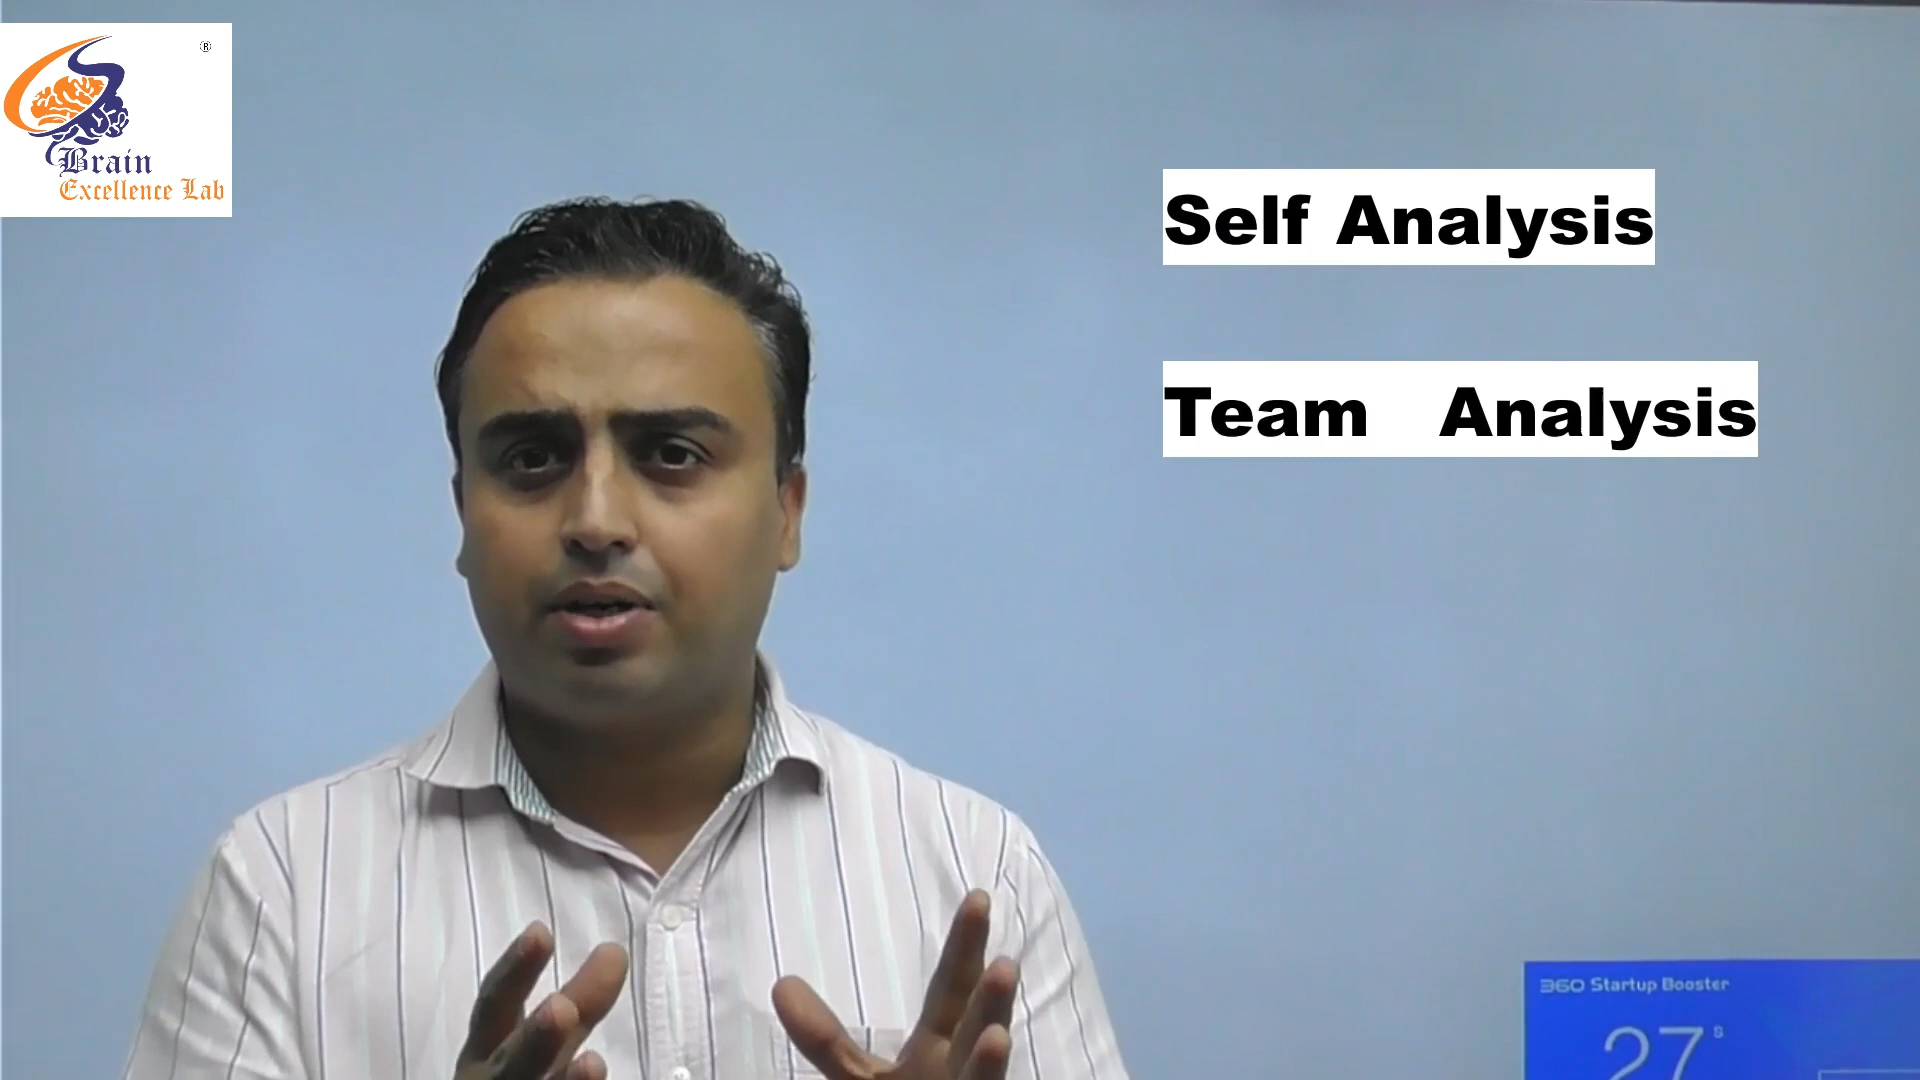 ®
Brain
Excellence Lab
Self Analysis
Team Analysis
360 Startup Booster
27 s